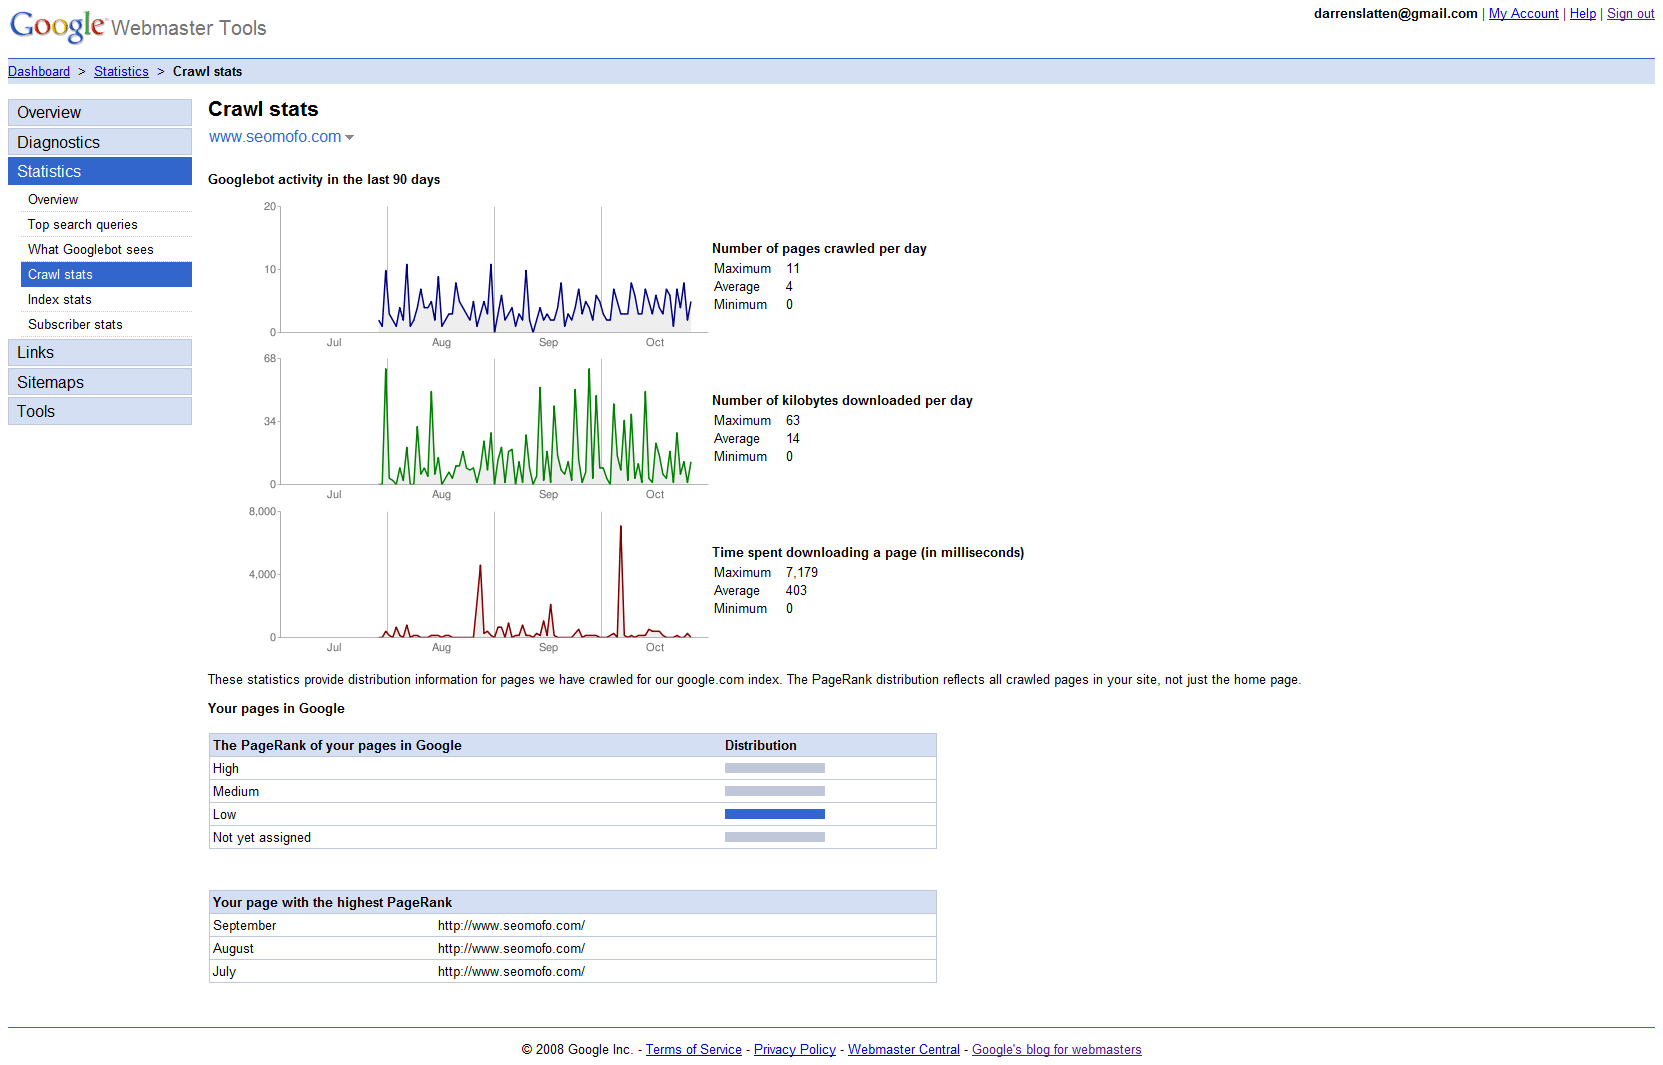 Google Webmaster Tools
darrenslatten@gmail.com | My Account | Help | Sign out
Dashboard > Statistics > Crawl stats
Overview
Diagnostics
Statistics
Overview
Top search queries
What Googlebot sees
Crawl stats
Index stats
Subscriber stats
Links
Sitemaps
Tools
Crawl stats
www.seomofo.com
Googlebot activity in the last 90 days
20
10
0
Jul Aug Sep Oct
Number of pages crawled per day
Maximum 11
Average 4
Minimum 0
68
34
0
Jul Aug Sep Oct
Number of kilobytes downloaded per day
Maximum 63
Average 14
Minimum 0
8,000
4,000
0
Jul Aug Sep Oct
Time spent downloading a page (in milliseconds)
Maximum 7,179
Average 403
Minimum 0
These statistics provide distribution information for pages we have crawled for our google.com index. The PageRank distribution reflects all crawled pages in your site, not just the home page.
Your pages in Google
The PageRank of your pages in Google Distribution
High
Medium
Low
Not yet assigned
Your page with the highest PageRank
September http://www.seomofo.com/
August http://www.seomofo.com/
July http://www.seomofo.com/
© 2008 Google Inc. - Terms of Service - Privacy Policy - Webmaster Central - Google's blog for webmasters